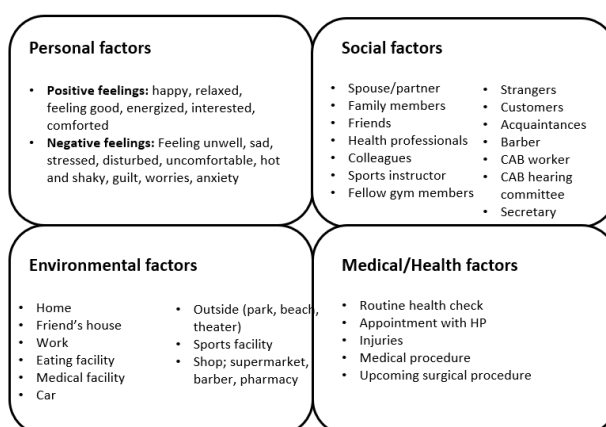 Personal factors
• Positive feelings: happy, relaxed,
feeling good, energized, interested,
comforted
• Negative feelings: Feeling unwell, sad,
stressed, disturbed, uncomfortable, hot
and shaky, guilt, worries, anxiety
Social factors
• Spouse/partner
• Family members
• Friends
• Health professionals
• Colleagues
• Sports instructor
• Fellow gym members
• Strangers
• Customers
• Acquaintances
• Barber
• CAB worker
• CAB hearing
committee
• Secretary
Environmental factors
• Home
• Friend's house
• Work
• Eating facility
• Medical facility
• Car
• Outside (park, beach,
theater)
• Sports facility
• Shop; supermarket,
barber, pharmacy
Medical/Health factors
• Routine health check
• Appointment with HP
• Injuries
• Medical procedure
• Upcoming surgical procedure